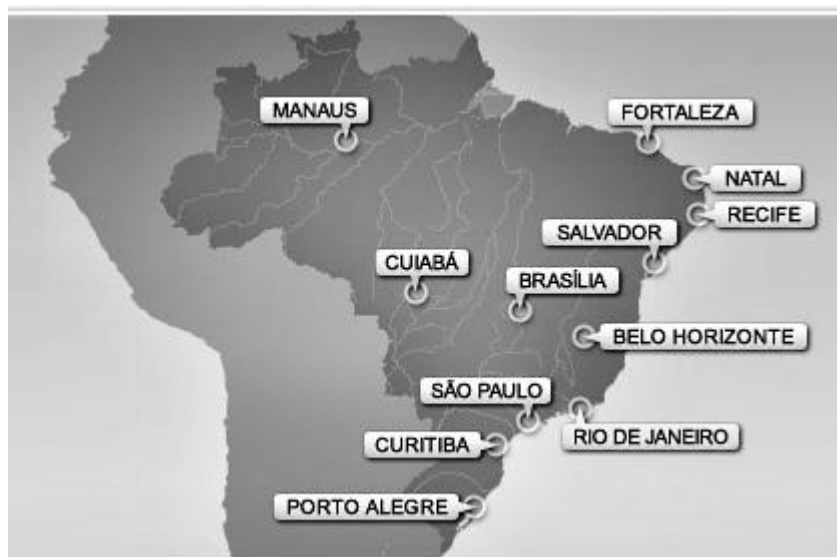 MANAUS
FORTALEZA
NATAL
RECIFE
SALVADOR
CUIABÁ
BRASÍLIA
BELO HORIZONTE
SÃO PAULO
RIO DE JANEIRO
CURITIBA
PORTO ALEGRE